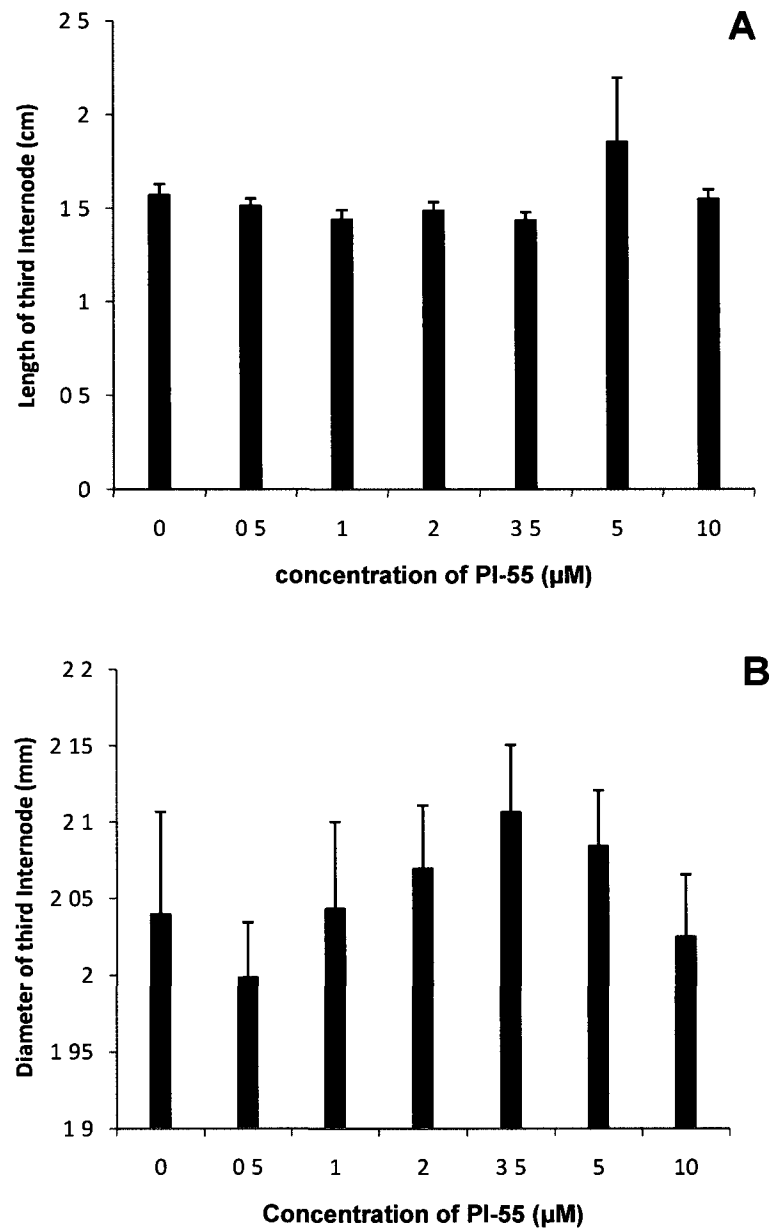 A
Length of third Internode (cm)
2 5
2
1 5
1
0 5
0
0 0 5 1 2 3 5 5 10
concentration of PI-55 (µM)
B
Diameter of third Internode (mm)
2 2
2 15
2 1
2 05
2
1 95
1 9
0 0 5 1 2 3 5 5 10
Concentration of PI-55 (µM)